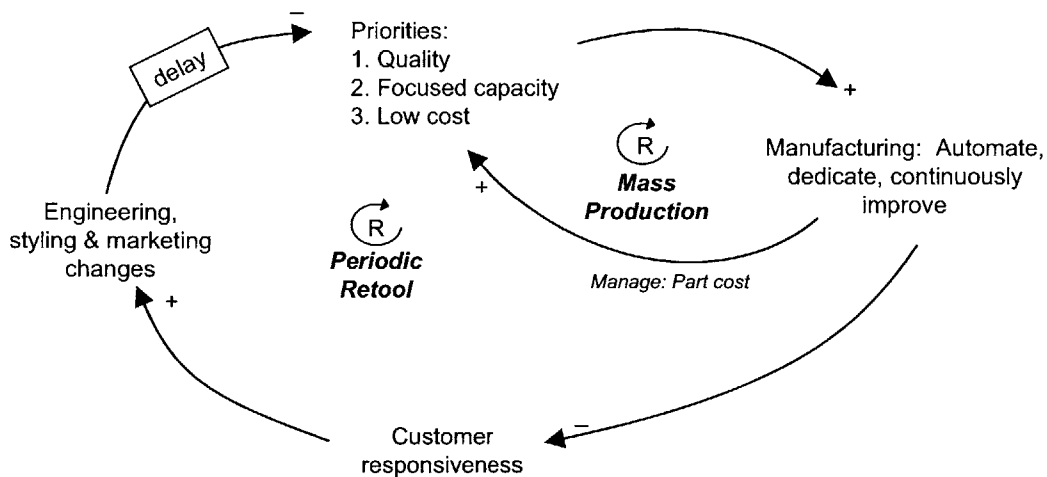 −
Priorities:
1. Quality
2. Focused capacity
3. Low cost
delay
+
R
Mass
Production
Manufacturing: Automate,
dedicate, continuously
improve
+
Manage: Part cost
Engineering,
styling & marketing
changes
R
Periodic
Retool
+
−
Customer
responsiveness